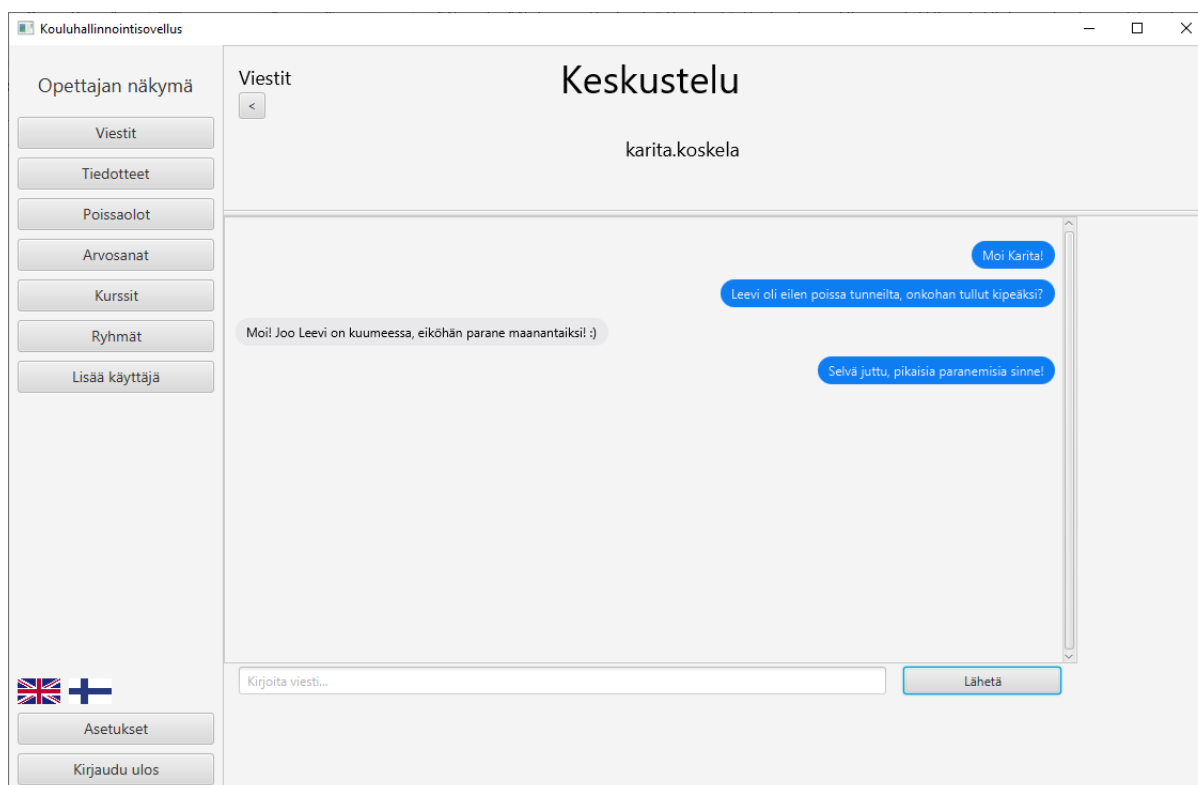 Kouluhallinnointisovellus
Opettajan näkymä
Viestit
Tiedotteet
Poissaolot
Arvosanat
Kurssit
Ryhmät
Lisää käyttäjä
Asetukset
Kirjaudu ulos
Viestit
<
Keskustelu
karita.koskela
Moi Karita!
Leevi oli eilen poissa tunneilta, onkohan tullut kipeäksi?
Moi! Joo Leevi on kuumeessa, eiköhän parane maanantaiksi! :)
Selvä juttu, pikaisia paranemisia sinne!
Kirjoita viesti...
Lähetä